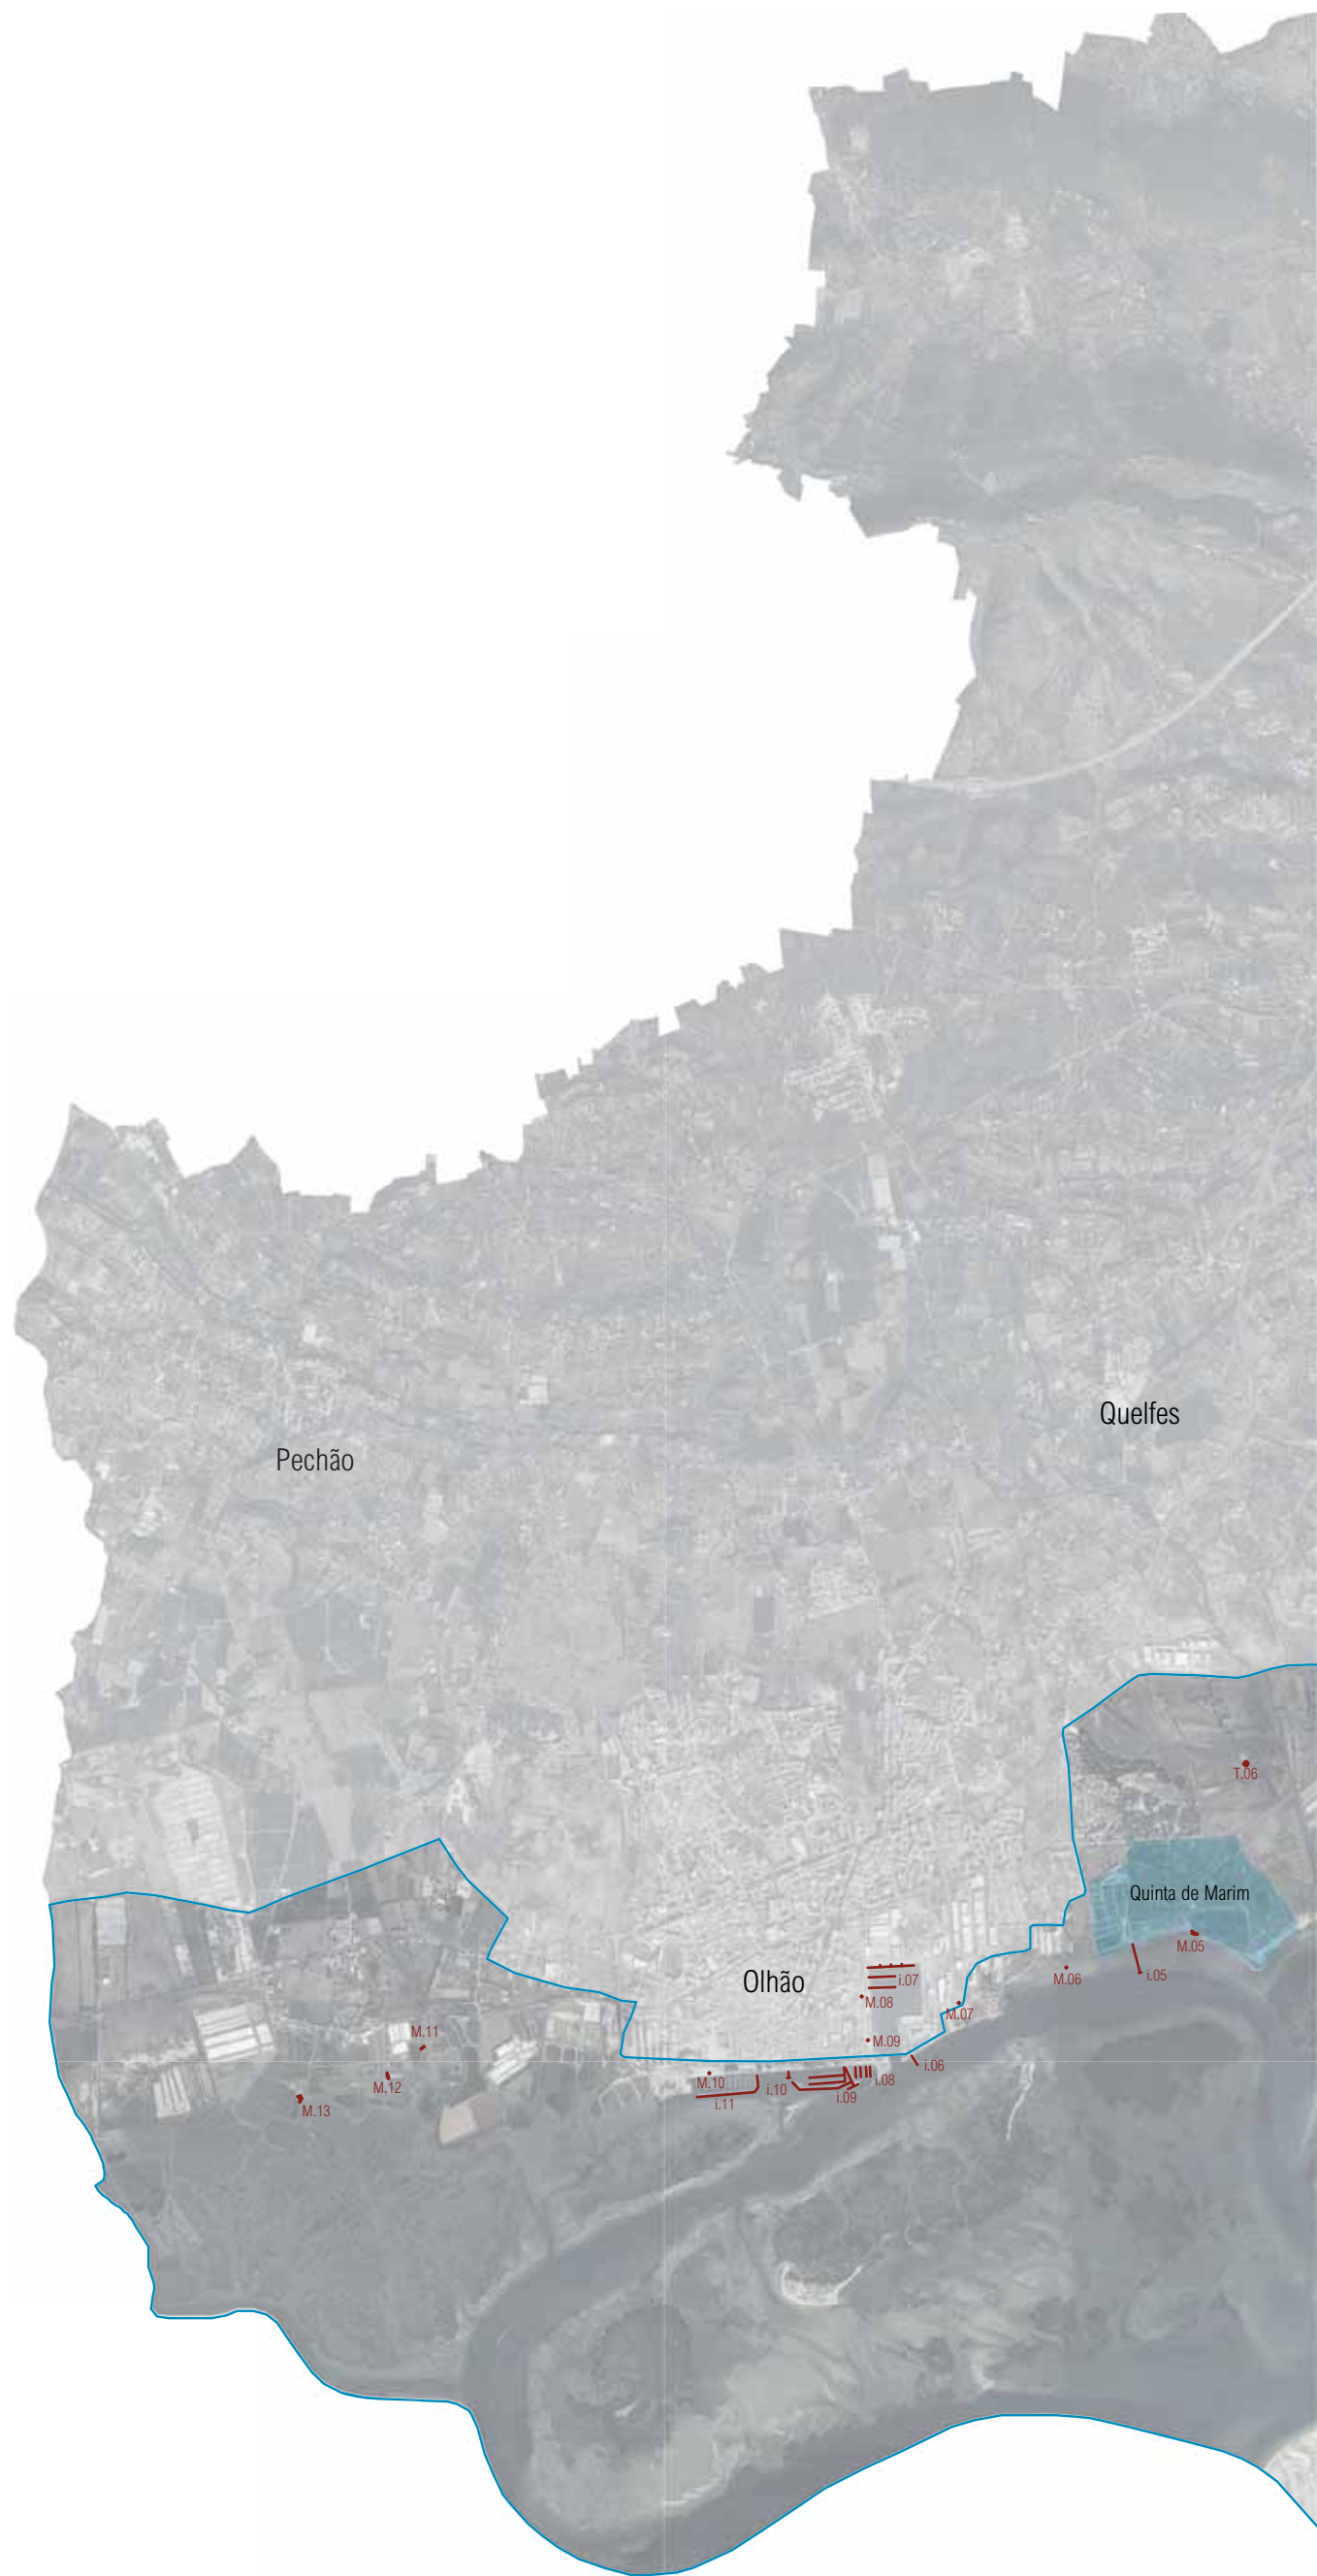 Quelfes
Pechão
T.06
Quinta de Marim
M.05
M.06
i.05
Olhão
i.07
M.08
M.07
M.09
i.06
M.11
M.10
i.10
i.08
M.12
i.09
i.11
M.13